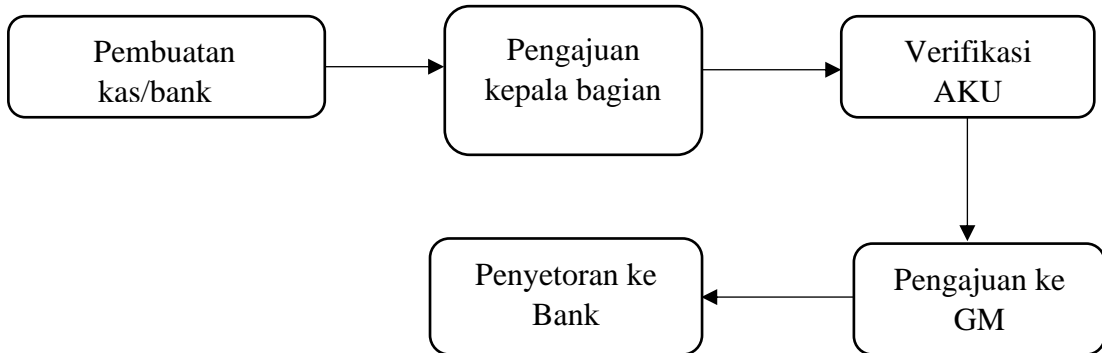 Pembuatan
kas/bank
Pengajuan
kepala bagian
Verifikasi
AKU
Pengajuan ke
GM
Penyetoran ke
Bank